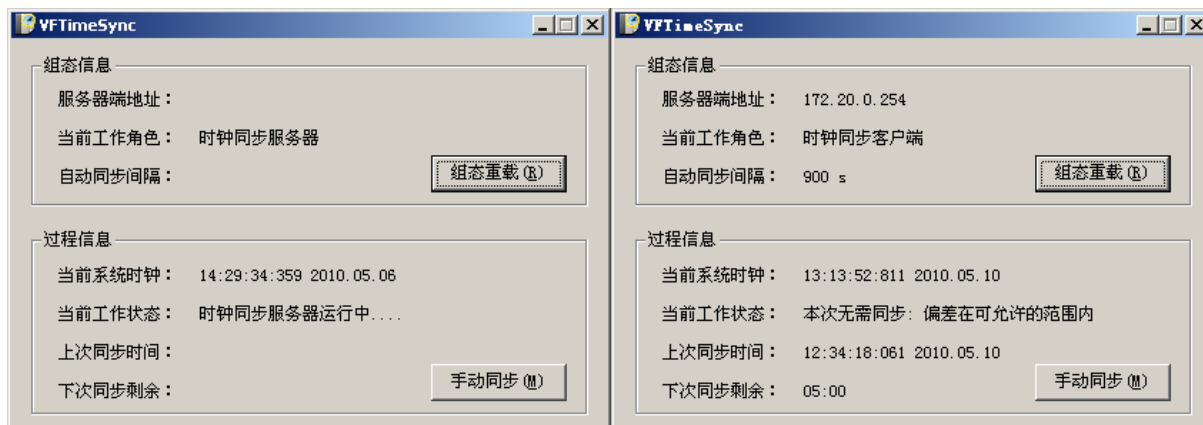 VFTimeSync
组态信息
服务器端地址：
当前工作角色： 时钟同步服务器
自动同步间隔：
组态重载(R)
过程信息
当前系统时钟： 14:29:34:359 2010.05.06
当前工作状态： 时钟同步服务器运行中....
上次同步时间：
下次同步剩余：
手动同步(M)
VFTimeSync
组态信息
服务器端地址： 172.20.0.254
当前工作角色： 时钟同步客户端
自动同步间隔： 900 s
组态重载(R)
过程信息
当前系统时钟： 13:13:52:811 2010.05.10
当前工作状态： 本次无需同步: 偏差在可允许的范围内
上次同步时间： 12:34:18:061 2010.05.10
下次同步剩余： 05:00
手动同步(M)